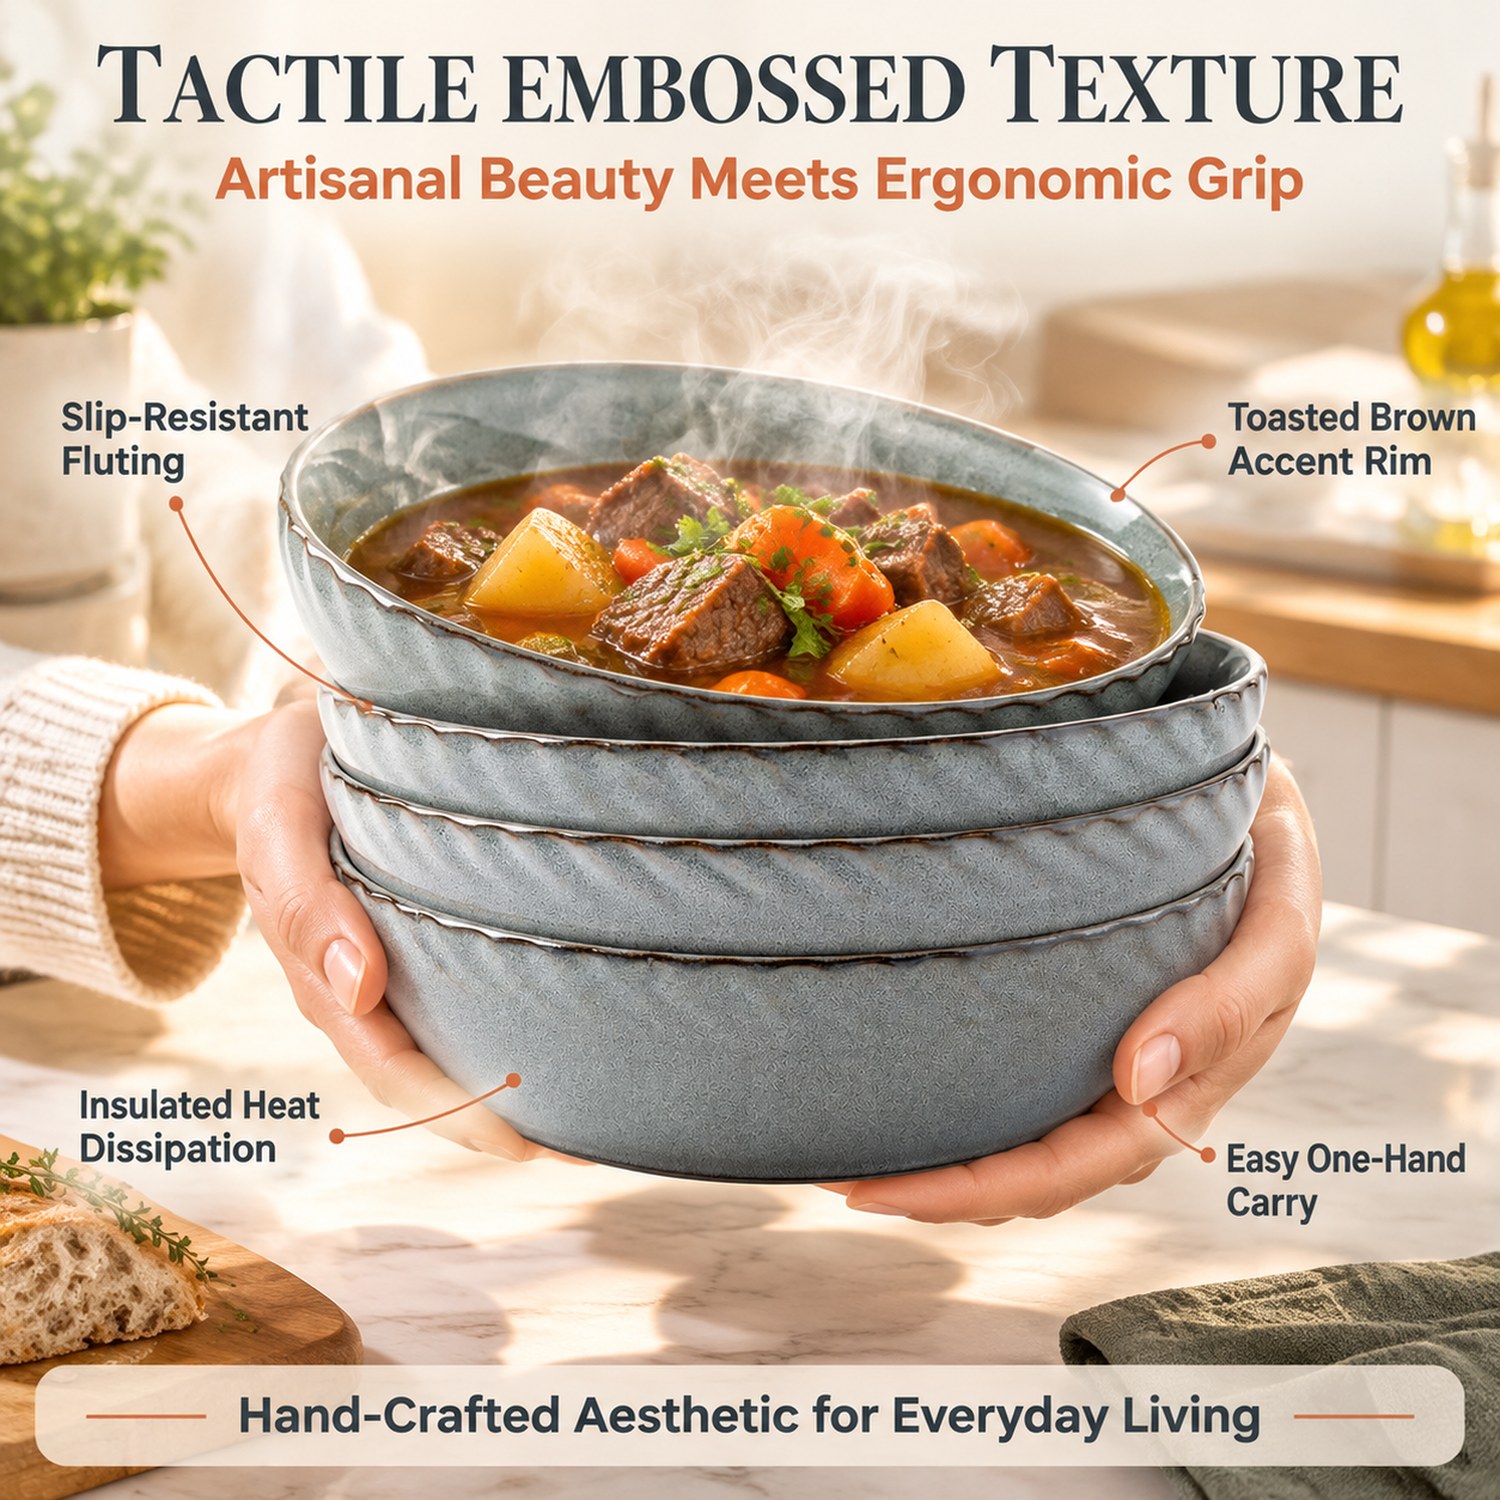 TACTILE EMBOSSED TEXTURE
Artisanal Beauty Meets Ergonomic Grip
Slip-Resistant
Fluting
Toasted Brown
Accent Rim
Insulated Heat
Dissipation
Easy One-Hand
Carry
Hand-Crafted Aesthetic for Everyday Living